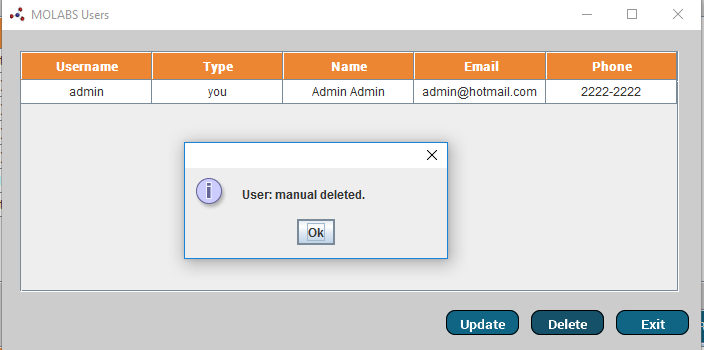 MOLABS Users
Username Type Name Email Phone
admin you Admin Admin admin@hotmail.com 2222-2222
User: manual deleted.
Ok
Update Delete Exit